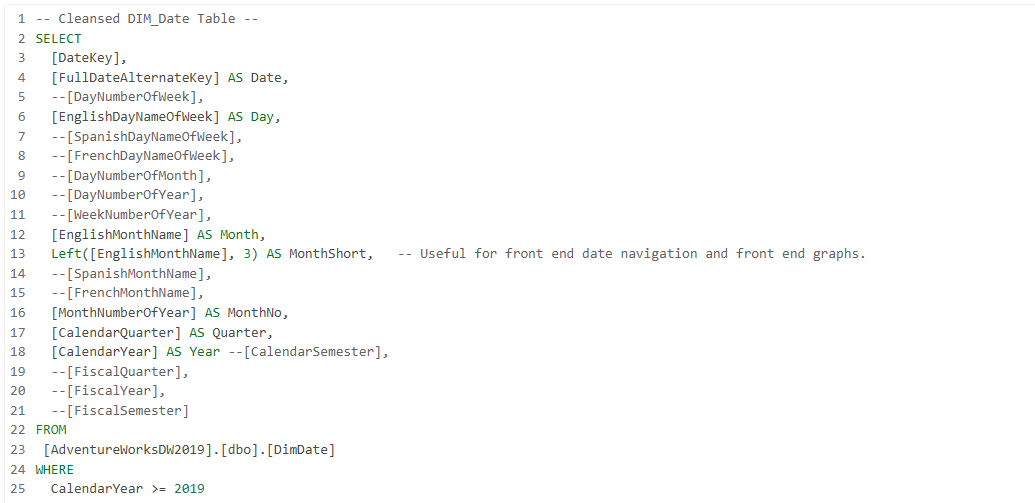 1 -- Cleansed DIM_Date Table --
2 SELECT
3 [DateKey],
4 [FullDateAlternateKey] AS Date,
5 --[DayNumberOfWeek],
6 [EnglishDayNameOfWeek] AS Day,
7 --[SpanishDayNameOfWeek],
8 --[FrenchDayNameOfWeek],
9 --[DayNumberOfMonth],
10 --[DayNumberOfYear],
11 --[WeekNumberOfYear],
12 [EnglishMonthName] AS Month,
13 Left([EnglishMonthName], 3) AS MonthShort,   -- Useful for front end date navigation and front end graphs.
14 --[SpanishMonthName],
15 --[FrenchMonthName],
16 [MonthNumberOfYear] AS MonthNo,
17 [CalendarQuarter] AS Quarter,
18 [CalendarYear] AS Year --[CalendarSemester],
19 --[FiscalQuarter],
20 --[FiscalYear],
21 --[FiscalSemester]
22 FROM
23 [AdventureWorksDW2019].[dbo].[DimDate]
24 WHERE
25 CalendarYear >= 2019